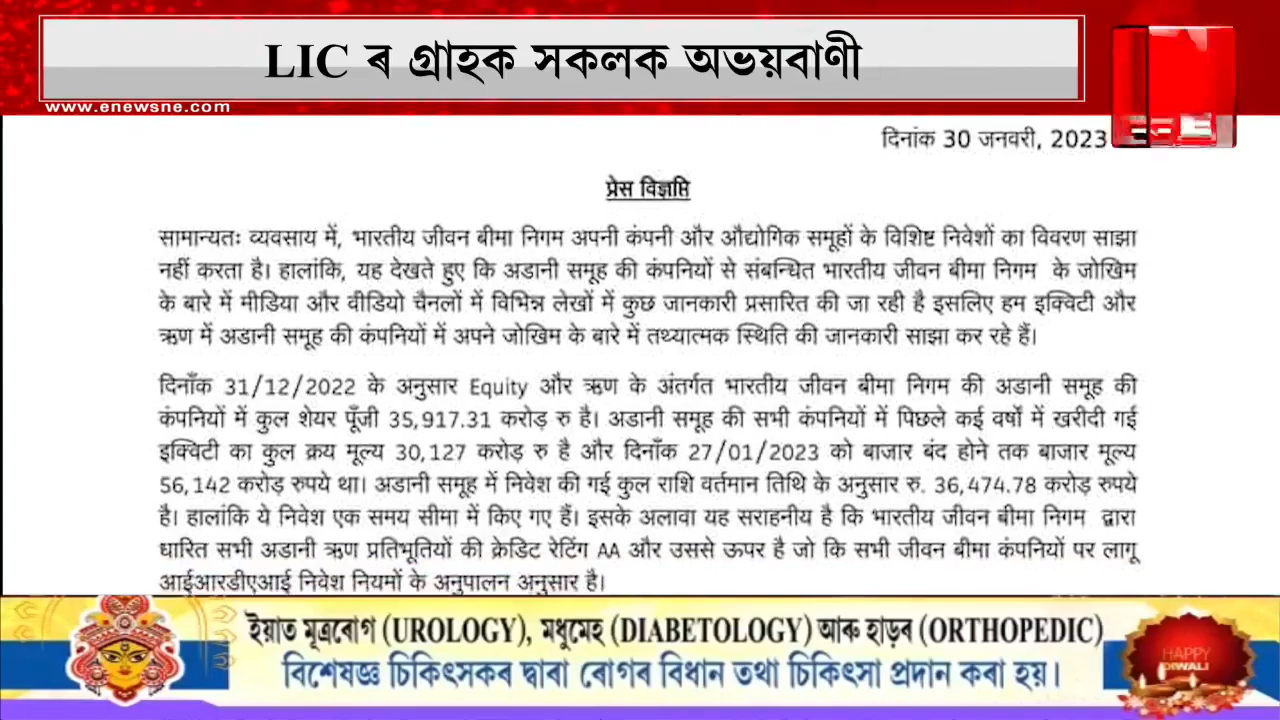 LIC ৰ গ্ৰাহক সকলক অভয়বাণী
www.enewsne.com
दिनांक 30 जनवरी, 2023
प्रेस विज्ञप्ति
सामान्यतः व्यवसाय में, भारतीय जीवन बीमा निगम अपनी कंपनी और औद्योगिक समूहों के विशिष्ट निवेशों का विवरण साझा
नहीं करता है। हालांकि, यह देखते हुए कि अडानी समूह की कंपनियों से संबन्धित भारतीय जीवन बीमा निगम के जोखिम
के बारे में मीडिया और वीडियो चैनलों में विभिन्न लेखों में कुछ जानकारी प्रसारित की जा रही है इसलिए हम इक्विटी और
ऋण में अडानी समूह की कंपनियों में अपने जोखिम के बारे में तथ्यात्मक स्थिति की जानकारी साझा कर रहे हैं।
दिनाँक 31/12/2022 के अनुसार Equity और ऋण के अंतर्गत भारतीय जीवन बीमा निगम की अडानी समूह की
कंपनियों में कुल शेयर पूँजी 35,917.31 करोड़ रु है। अडानी समूह की सभी कंपनियों में पिछले कई वर्षों में खरीदी गई
इक्विटी का कुल क्रय मूल्य 30,127 करोड़ रु है और दिनाँक 27/01/2023 को बाजार बंद होने तक बाजार मूल्य
56,142 करोड़ रुपये था। अडानी समूह में निवेश की गई कुल राशि वर्तमान तिथि के अनुसार रु. 36,474.78 करोड़ रुपये
है। हालांकि ये निवेश एक समय सीमा में किए गए हैं। इसके अलावा यह सराहनीय है कि भारतीय जीवन बीमा निगम द्वारा
धारित सभी अडानी ऋण प्रतिभूतियों की क्रेडिट रेटिंग AA और उससे ऊपर है जो कि सभी जीवन बीमा कंपनियों पर लागू
आईआरडीएआई निवेश नियमों के अनुपालन अनुसार है।
ইয়াত মূত্ৰৰোগ (UROLOGY), মধুমেহ (DIABETOLOGY) আৰু হাড়ৰ (ORTHOPEDIC)
বিশেষজ্ঞ চিকিৎসকৰ দ্বাৰা ৰোগৰ বিধান তথা চিকিৎসা প্ৰদান কৰা হয়।
HAPPY
DIWALI